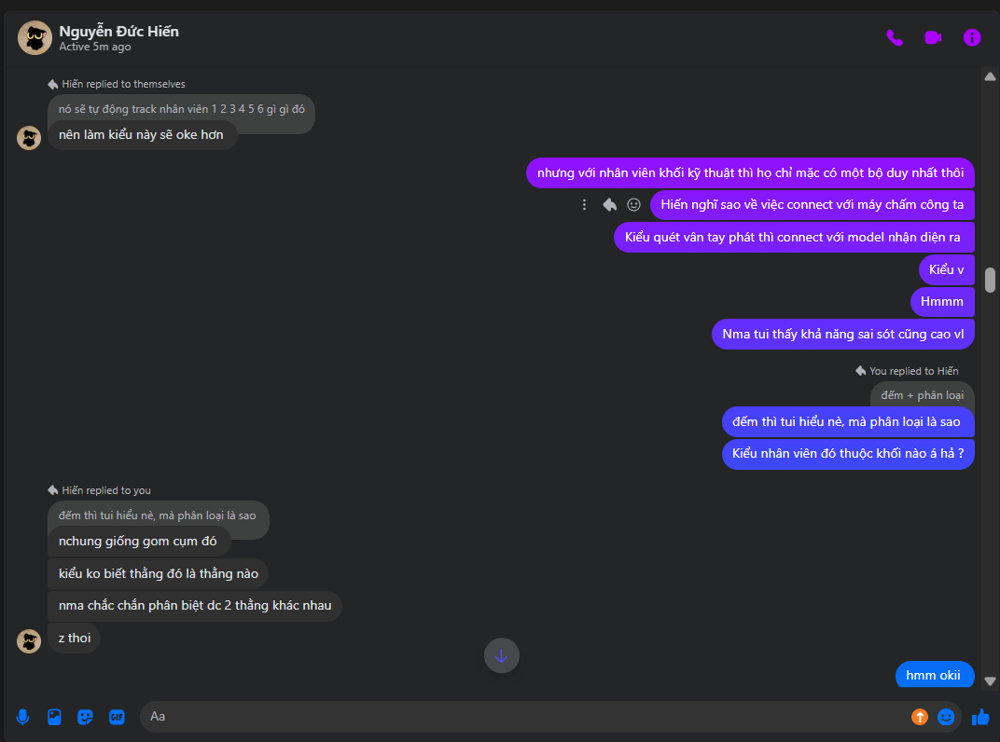 Nguyễn Đức Hiến
Active 5m ago
Hiến replied to themselves
nó sẽ tự động track nhân viên 1 2 3 4 5 6 gì gì đó
nên làm kiểu này sẽ oke hơn
nhưng với nhân viên khối kỹ thuật thì họ chỉ mặc có một bộ duy nhất thôi
Hiến nghĩ sao về việc connect với máy chấm công ta
Kiểu quét vân tay phát thì connect với model nhận diện ra
Kiểu v
Hmmm
Nma tui thấy khả năng sai sót cũng cao vl
You replied to Hiến
đếm + phân loại
đếm thì tui hiểu nè, mà phân loại là sao
Kiểu nhân viên đó thuộc khối nào á hả ?
Hiến replied to you
đếm thì tui hiểu nè, mà phân loại là sao
nchung giống gom cụm đó
kiểu ko biết thằng đó là thằng nào
nma chắc chắn phân biệt dc 2 thằng khác nhau
z thoi
hmm okii
GIF
Aa